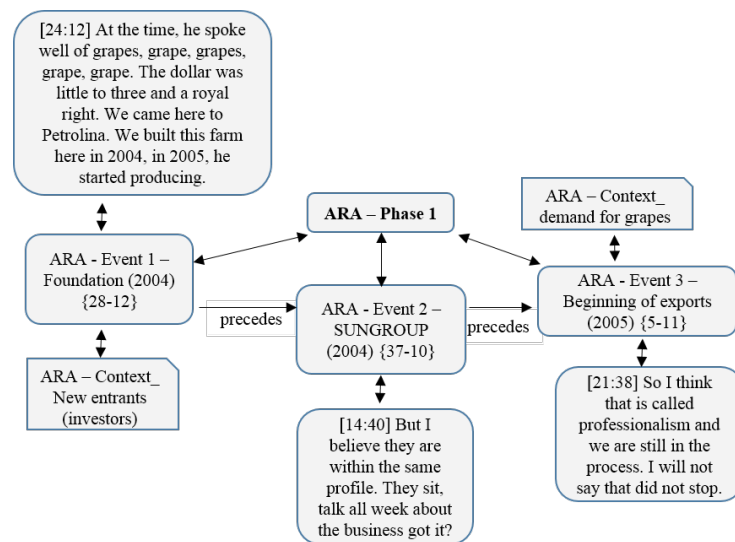 [24:12] At the time, he spoke
well of grapes, grape, grapes,
grape, grape. The dollar was
little to three and a royal
right. We came here to
Petrolina. We built this farm
here in 2004, in 2005, he
started producing.
ARA – Phase 1
ARA – Context_
demand for grapes
ARA - Event 1 –
Foundation (2004)
{28-12}
precedes
ARA - Event 2 –
SUNGROUP
(2004) {37-10}
precedes
ARA - Event 3 –
Beginning of exports
(2005) {5-11}
ARA – Context_
New entrants
(investors)
[14:40] But I
believe they are
within the same
profile. They sit,
talk all week about
the business got it?
[21:38] So I think
that is called
professionalism and
we are still in the
process. I will not
say that did not stop.